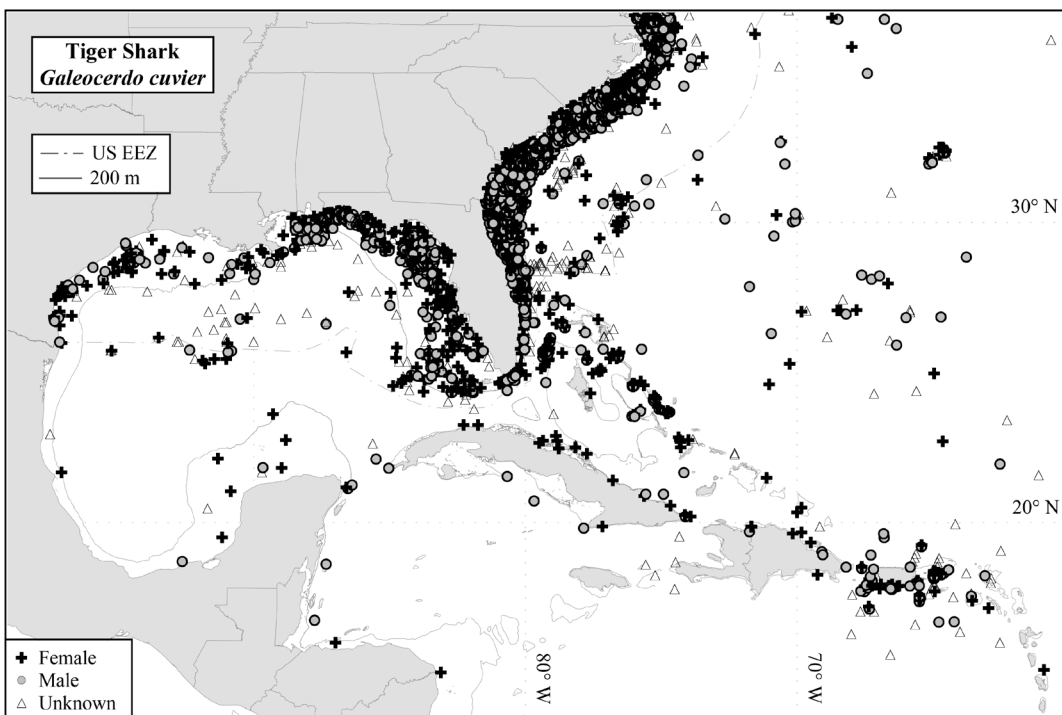 Tiger Shark
Galeocerdo cuvier
US EEZ
200 m
30° N
20° N
80° W
70° W
Female
Male
Unknown